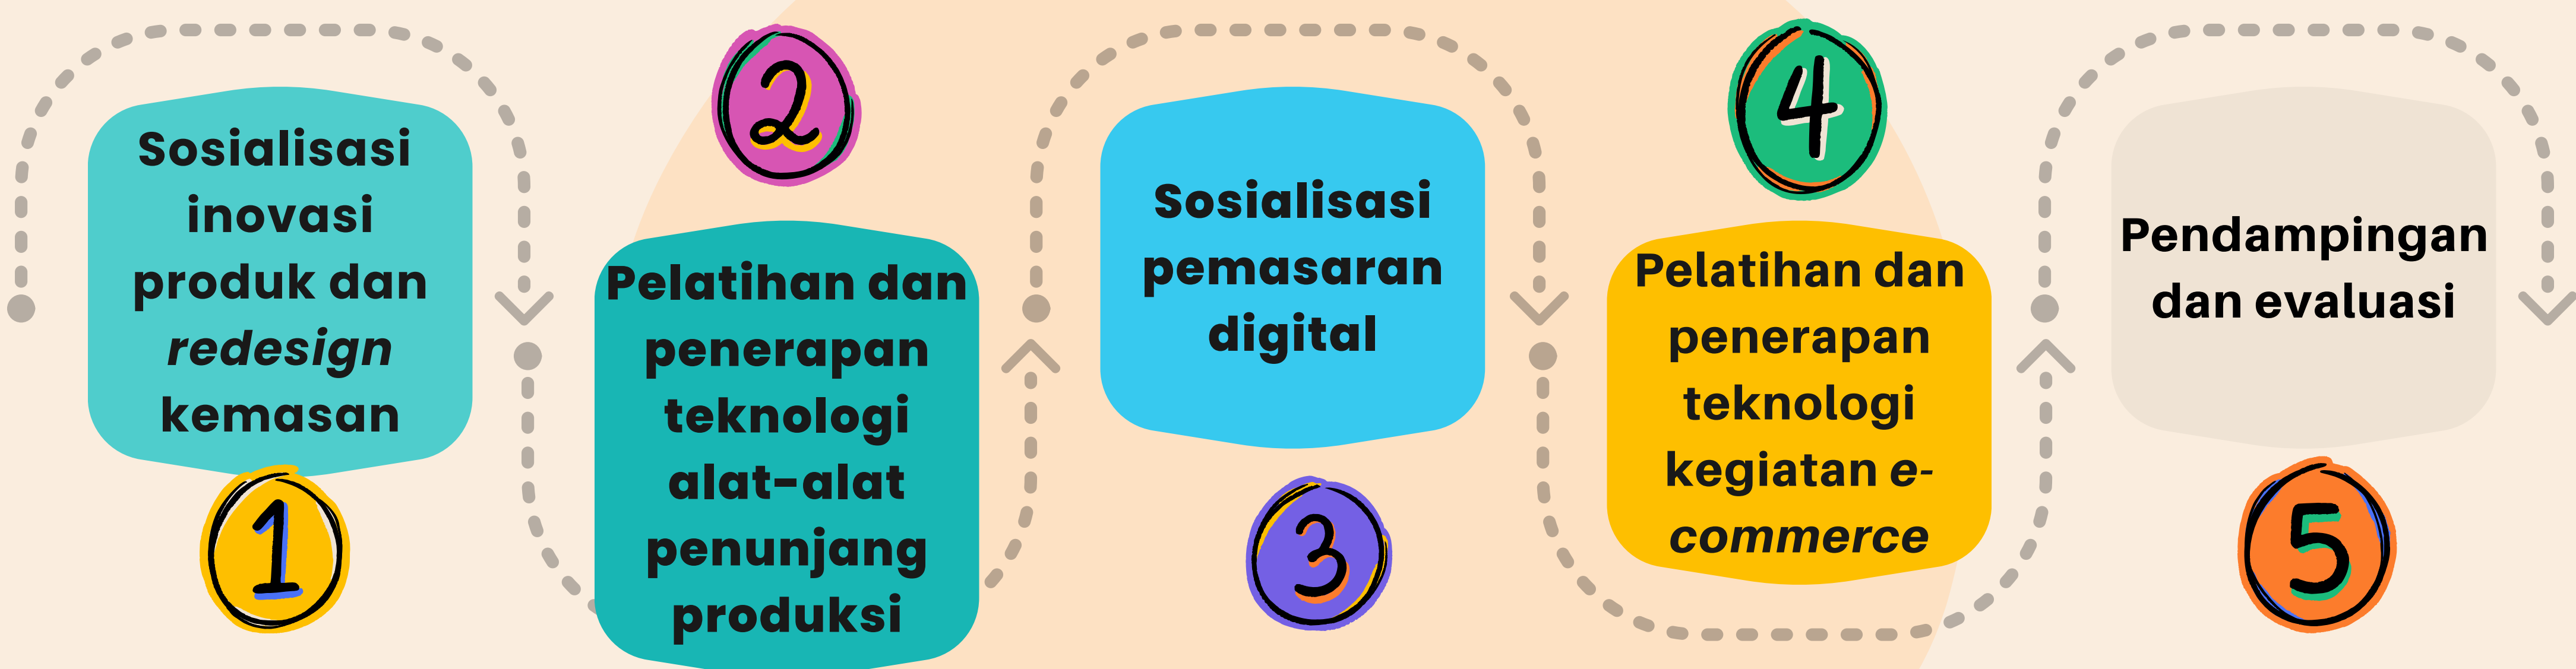 Sosialisasi
inovasi
produk dan
redesign
kemasan
1
2
Pelatihan dan
penerapan
teknologi
alat-alat
penunjang
produksi
Sosialisasi
pemasaran
digital
3
4
Pelatihan dan
penerapan
teknologi
kegiatan e-
commerce
Pendampingan
dan evaluasi
5